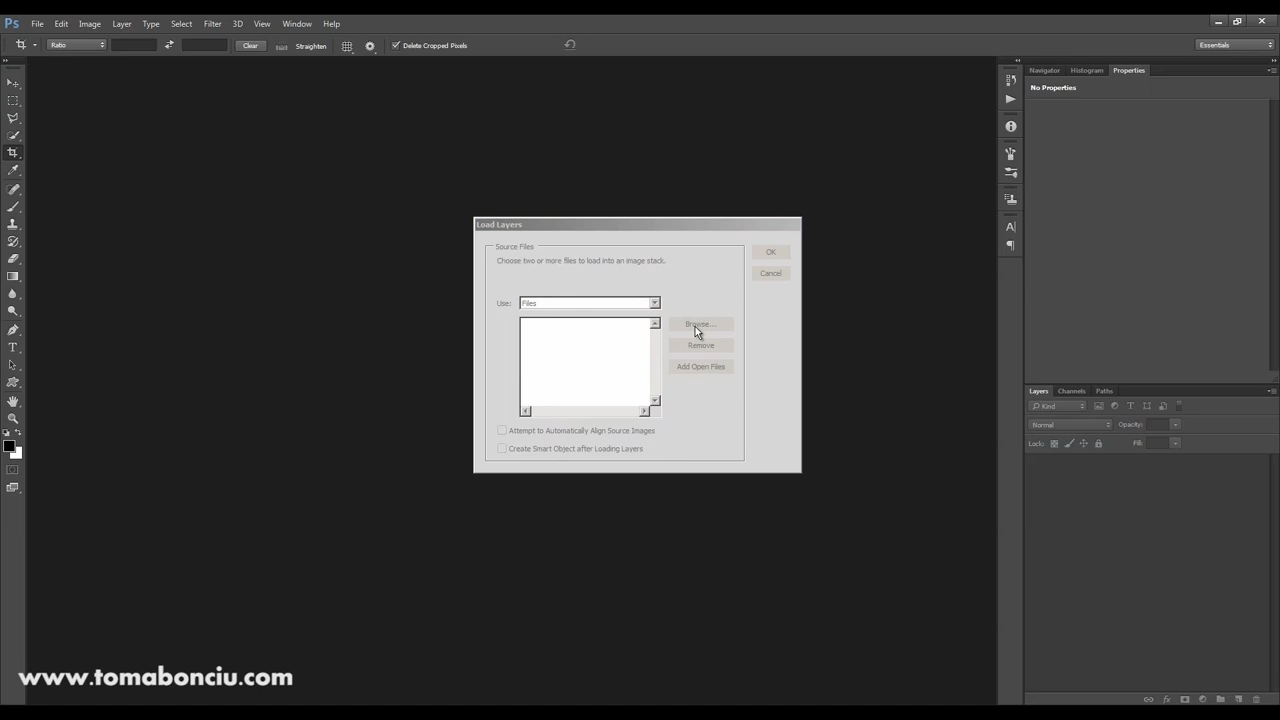 Ps File Edit Image Layer Type Select Filter 3D View Window Help
Ratio Clear Straighten Delete Cropped Pixels Essentials
Navigator Histogram Properties
No Properties
Load Layers
Source Files
Choose two or more files to load into an image stack.
OK
Cancel
Use: Files
Browse...
Remove
Add Open Files
Attempt to Automatically Align Source Images
Create Smart Object after Loading Layers
Layers Channels Paths
Kind
Normal Opacity:
Lock: Fill:
www.tomabonciu.com